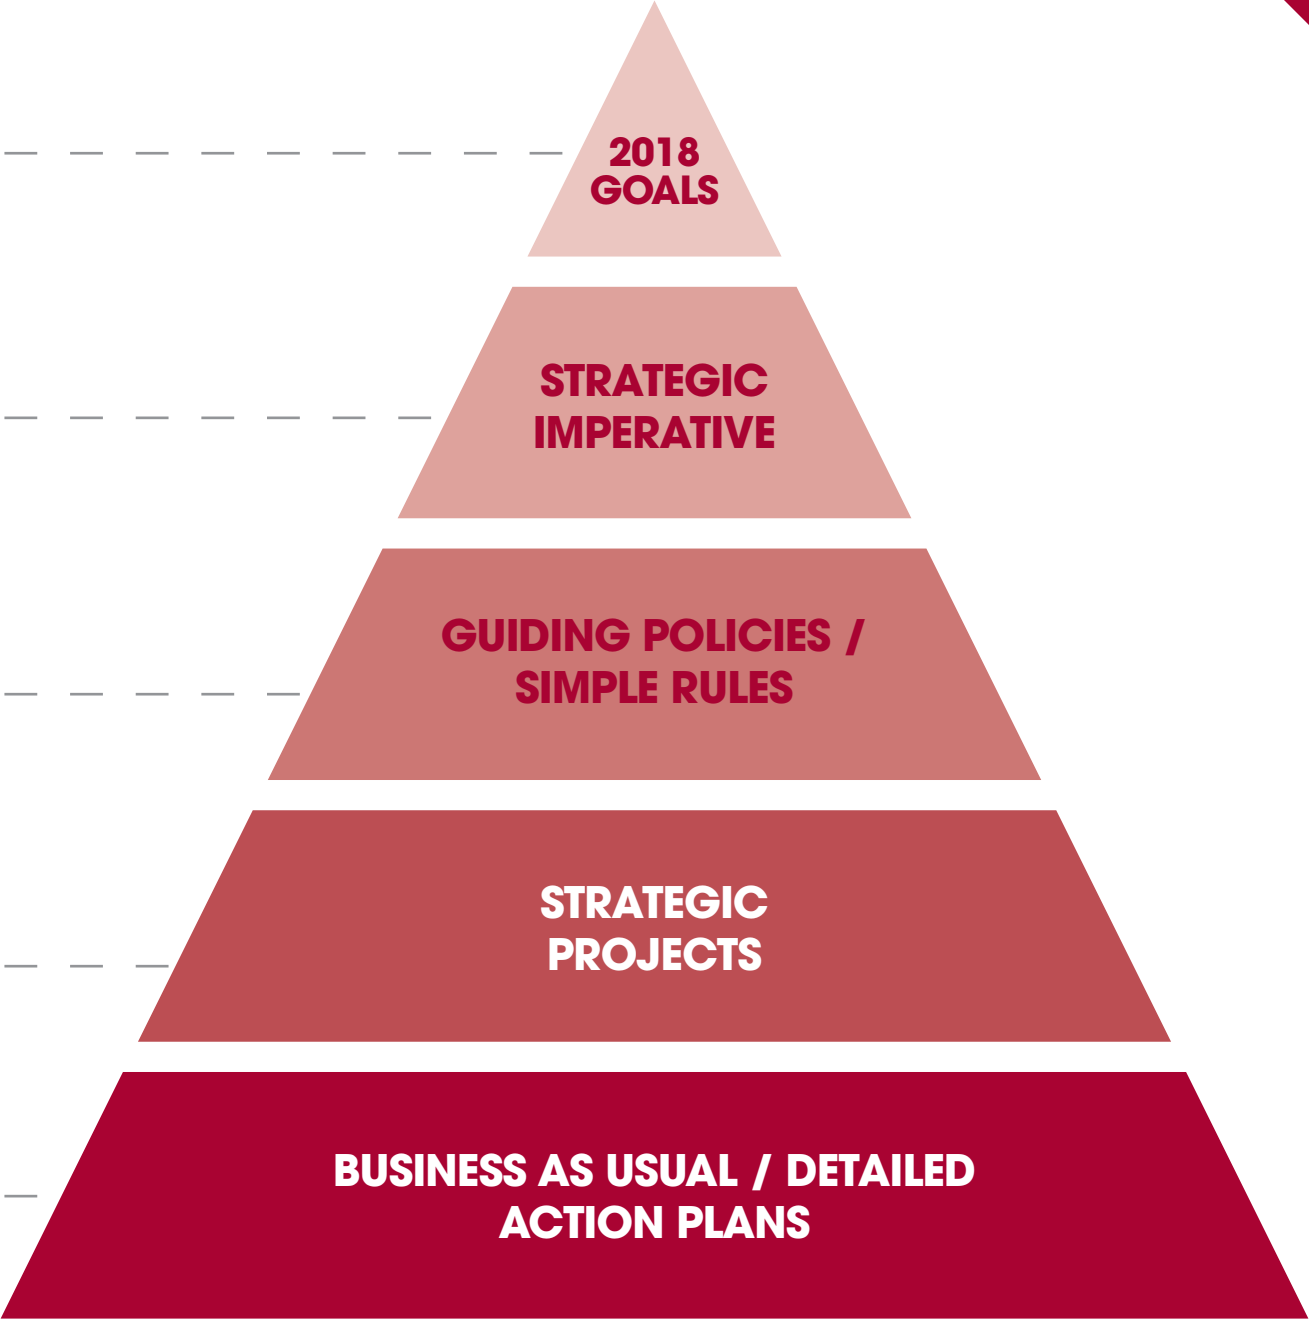 2018
GOALS
STRATEGIC
IMPERATIVE
GUIDING POLICIES /
SIMPLE RULES
STRATEGIC
PROJECTS
BUSINESS AS USUAL / DETAILED
ACTION PLANS